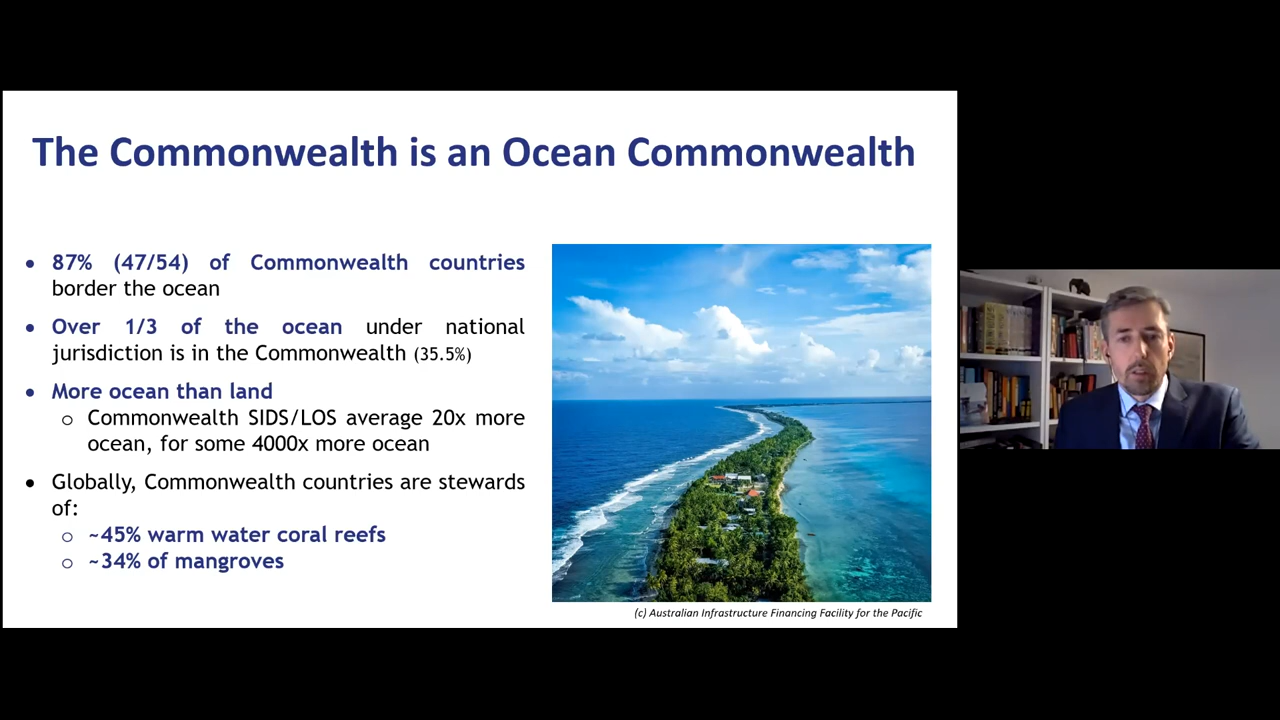 The Commonwealth is an Ocean Commonwealth
• 87% (47/54) of Commonwealth countries
border the ocean
• Over 1/3 of the ocean under national
jurisdiction is in the Commonwealth (35.5%)
• More ocean than land
o Commonwealth SIDS/LOS average 20x more
ocean, for some 4000x more ocean
• Globally, Commonwealth countries are stewards
of:
o ~45% warm water coral reefs
o ~34% of mangroves
(c) Australian Infrastructure Financing Facility for the Pacific